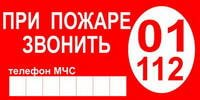 ПРИ ПОЖАРЕ
ЗВОНИТЬ
01
112
телефон МЧС